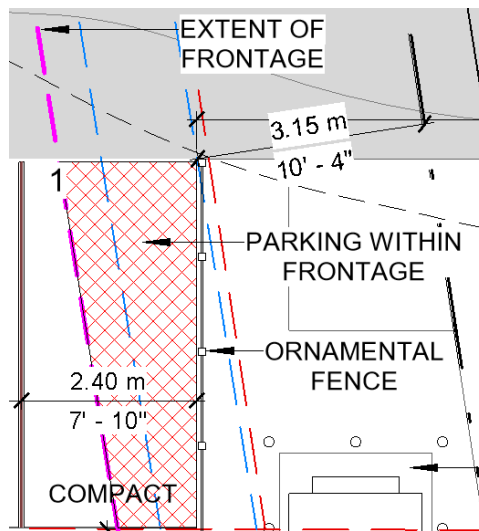 EXTENT OF
FRONTAGE
3.15 m
10' - 4"
1
PARKING WITHIN
FRONTAGE
ORNAMENTAL
FENCE
2.40 m
7' - 10"
COMPACT